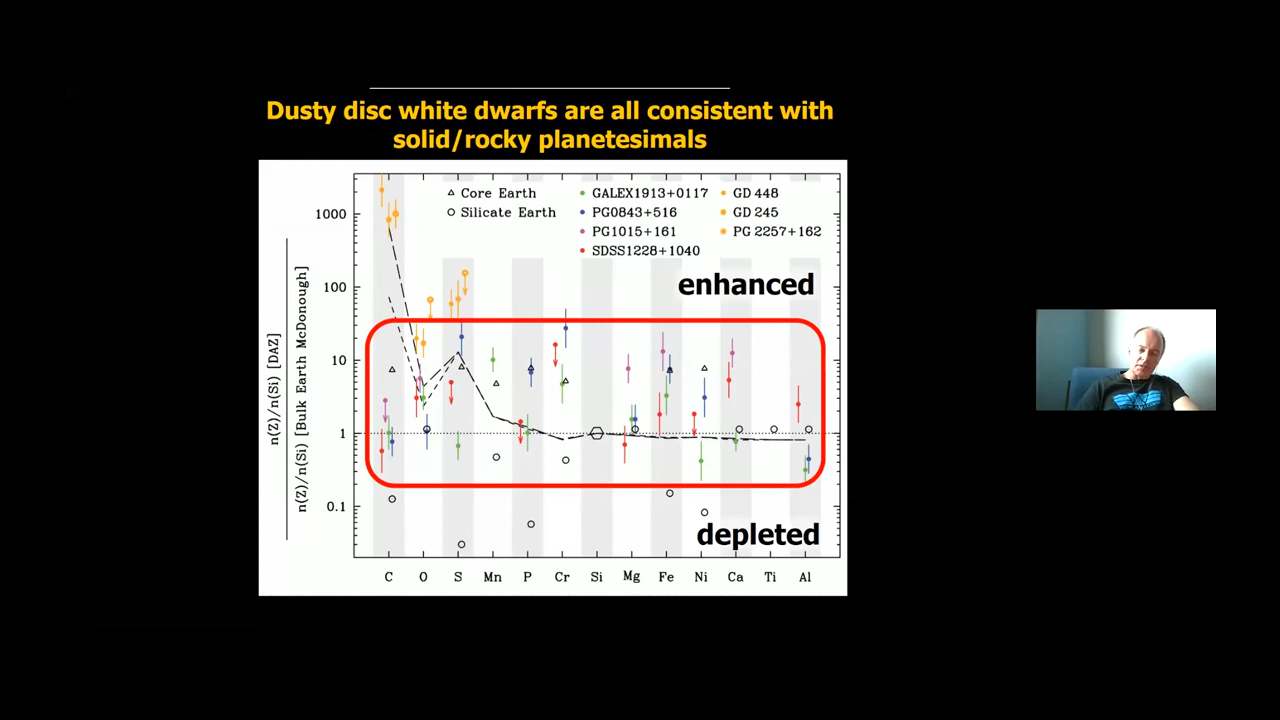 Dusty disc white dwarfs are all consistent with
solid/rocky planetesimals
n(Z)/n(Si) [DAZ]
n(Z)/n(Si) [Bulk Earth McDonough]
1000
100
10
1
0.1
Core Earth
Silicate Earth
GALEX1913+0117
PG0843+516
PG1015+161
SDSS1228+1040
GD 448
GD 245
PG 2257+162
enhanced
depleted
C O S Mn P Cr Si Mg Fe Ni Ca Ti Al